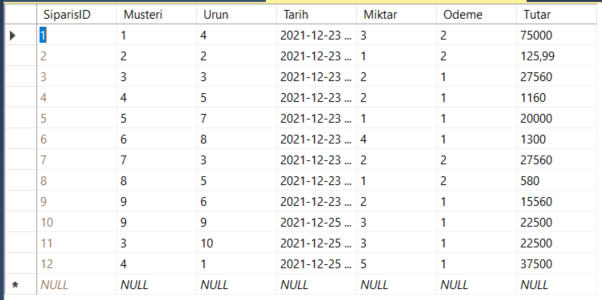 SiparisID Musteri Urun Tarih Miktar Odeme Tutar
1 1 4 2021-12-23 ... 3 2 75000
2 2 2 2021-12-23 ... 1 2 125,99
3 3 3 2021-12-23 ... 2 1 27560
4 4 5 2021-12-23 ... 2 2 1160
5 5 7 2021-12-23 ... 1 1 20000
6 6 8 2021-12-23 ... 4 1 1300
7 7 3 2021-12-23 ... 2 2 27560
8 8 5 2021-12-23 ... 1 2 580
9 9 6 2021-12-23 ... 2 1 15560
10 9 9 2021-12-25 ... 3 1 22500
11 3 10 2021-12-25 ... 3 1 22500
12 4 1 2021-12-25 ... 5 1 37500
* NULL NULL NULL NULL NULL NULL NULL